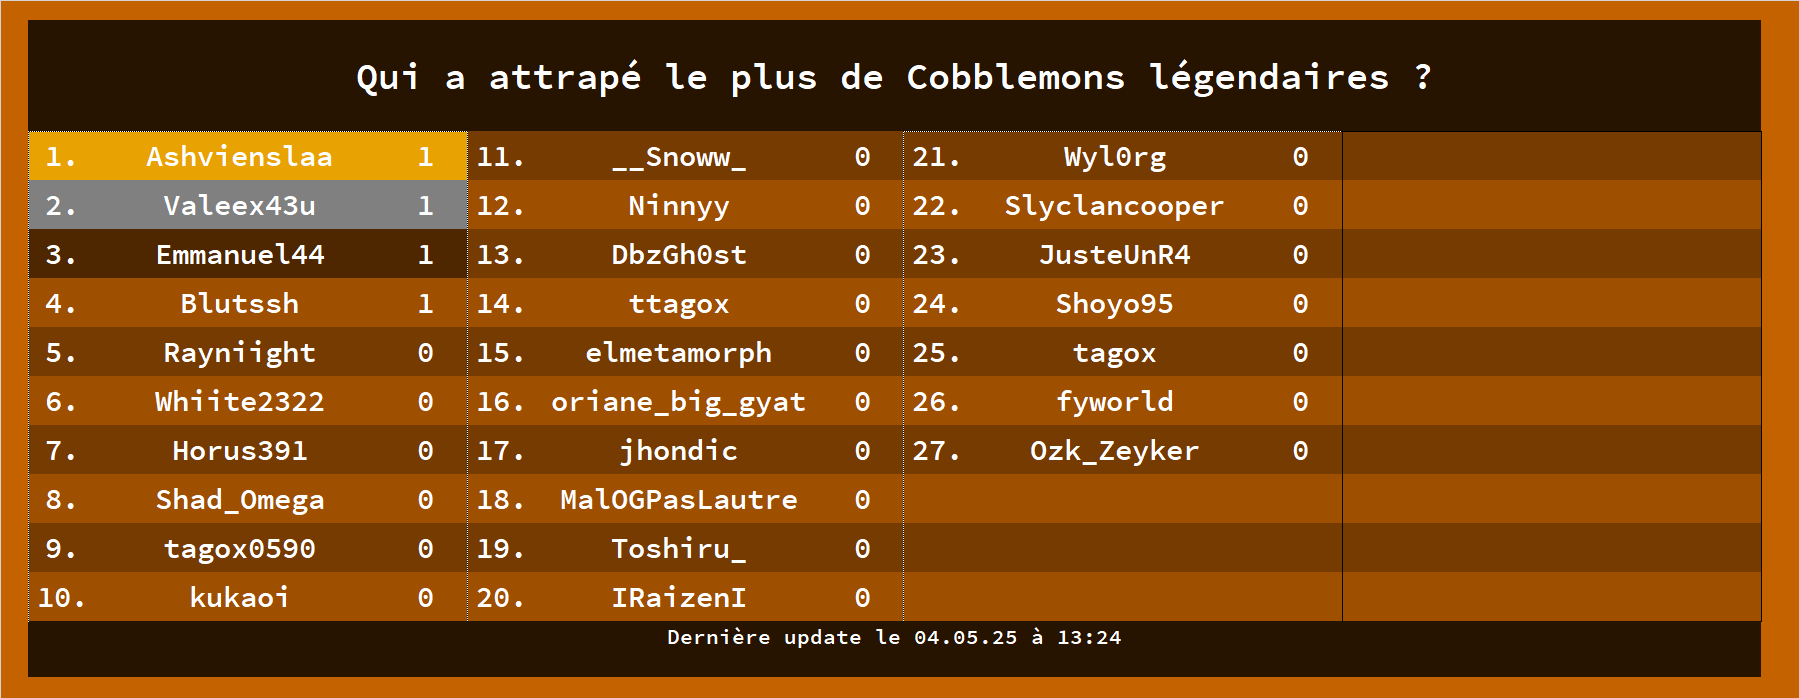 Qui a attrapé le plus de Cobblemons légendaires ?
1. Ashvienslaa 1
2. Valeex43u 1
3. Emmanuel44 1
4. Blutssh 1
5. Rayniight 0
6. Whiite2322 0
7. Horus391 0
8. Shad_Omega 0
9. tagox0590 0
10. kukaoi 0
11. __Snoww_ 0
12. Ninnyy 0
13. DbzGh0st 0
14. ttagox 0
15. elmetamorph 0
16. oriane_big_gyat 0
17. jhondic 0
18. MalOGPasLautre 0
19. Toshiru_ 0
20. IRaizenI 0
21. Wyl0rg 0
22. Slyclancooper 0
23. JusteUnR4 0
24. Shoyo95 0
25. tagox 0
26. fyworld 0
27. Ozk_Zeyker 0
Dernière update le 04.05.25 à 13:24